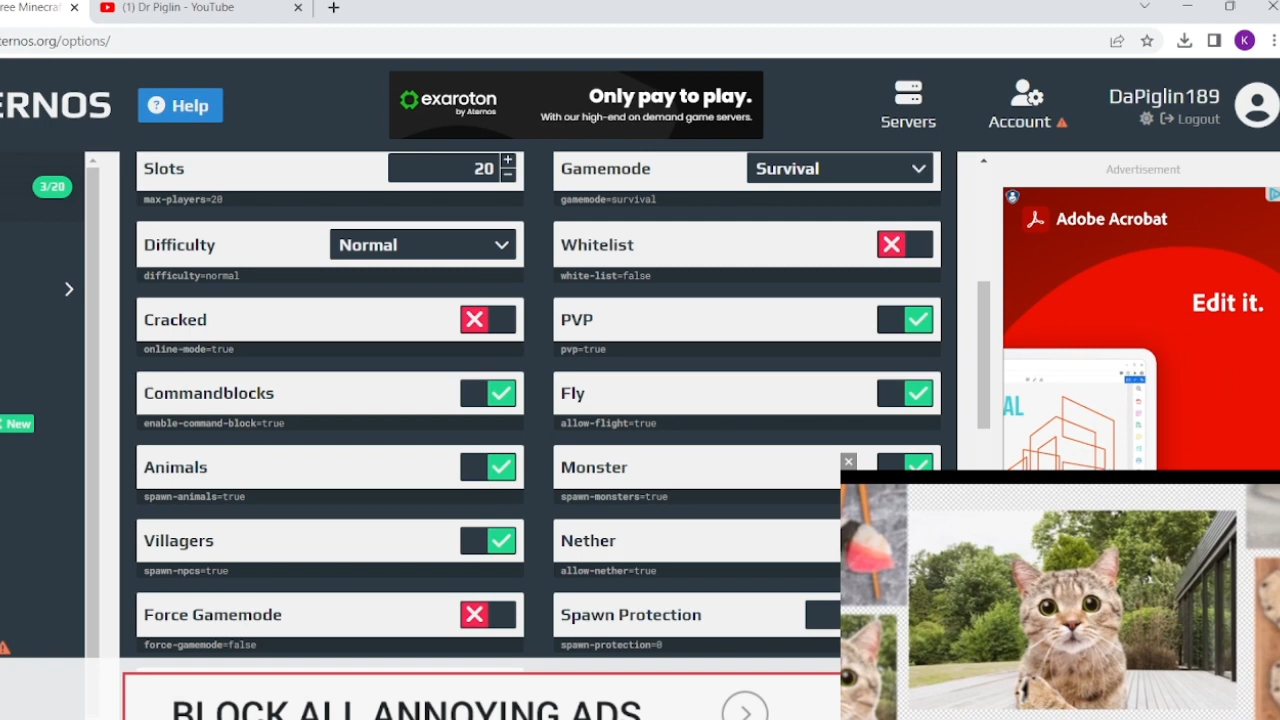 ree Minecraf
(1) Dr Piglin - YouTube
ternos.org/options/
K
ERNOS
Help
exaroton
by Aternos
Only pay to play.
With our high-end on demand game servers.
Servers
Account
DaPiglin189
Logout
3/20
New
Slots
20
max-players=20
Gamemode
Survival
gamemode=survival
Difficulty
Normal
difficulty=normal
Whitelist
white-list=false
Cracked
online-mode=true
PVP
pvp=true
Commandblocks
enable-command-block=true
Fly
allow-flight=true
Animals
spawn-animals=true
Monster
spawn-monsters=true
Villagers
spawn-npcs=true
Nether
allow-nether=true
Force Gamemode
force-gamemode=false
Spawn Protection
spawn-protection=0
Advertisement
Adobe Acrobat
Edit it.
AL
BLOCK ALL ANNOYING ADS